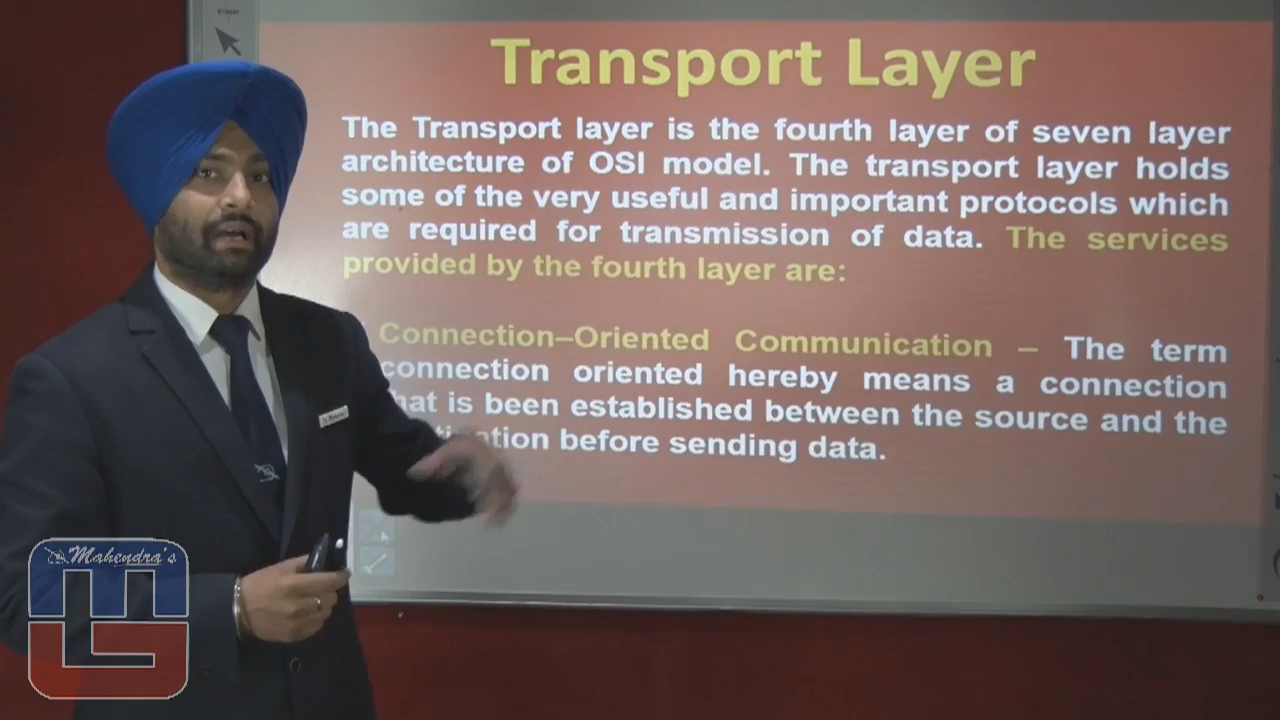 Eraser
Transport Layer
The Transport layer is the fourth layer of seven layer
architecture of OSI model. The transport layer holds
some of the very useful and important protocols which
are required for transmission of data. The services
provided by the fourth layer are:
Connection–Oriented Communication – The term
connection oriented hereby means a connection
that is been established between the source and the
before sending data.
Mahendra's